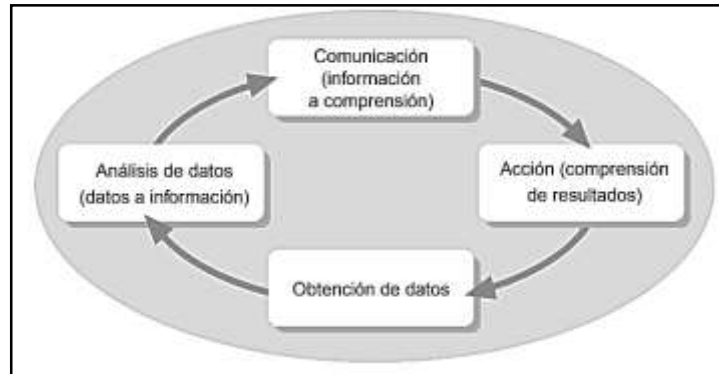 Comunicación
(información
a comprensión)
Análisis de datos
(datos a información)
Acción (comprensión
de resultados)
Obtención de datos